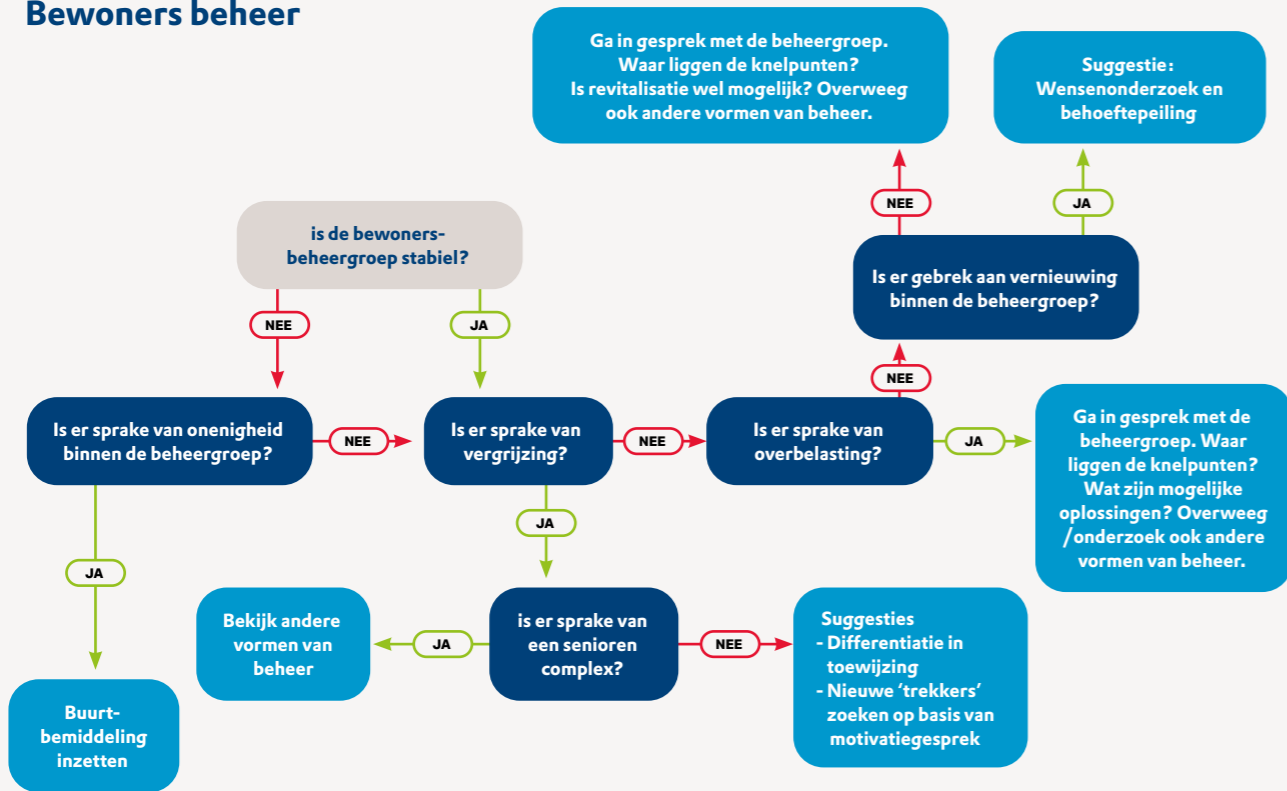 Bewoners beheer
Ga in gesprek met de beheergroep.
Waar liggen de knelpunten?
Is revitalisatie wel mogelijk? Overweeg
ook andere vormen van beheer.
Suggestie:
Wensenonderzoek en
behoeftepeiling
NEE
JA
is de bewoners-
beheergroep stabiel?
Is er gebrek aan vernieuwing
binnen de beheergroep?
NEE
JA
NEE
Is er sprake van onenigheid
binnen de beheergroep?
NEE
Is er sprake van
vergrijzing?
NEE
Is er sprake van
overbelasting?
JA
Ga in gesprek met de
beheergroep. Waar
liggen de knelpunten?
Wat zijn mogelijke
oplossingen? Overweeg
/onderzoek ook andere
vormen van beheer.
JA
JA
Bekijk andere
vormen van
beheer
JA
is er sprake van
een senioren
complex?
NEE
Suggesties
- Differentiatie in
toewijzing
- Nieuwe ‘trekkers’
zoeken op basis van
motivatiegesprek
Buurt-
bemiddeling
inzetten